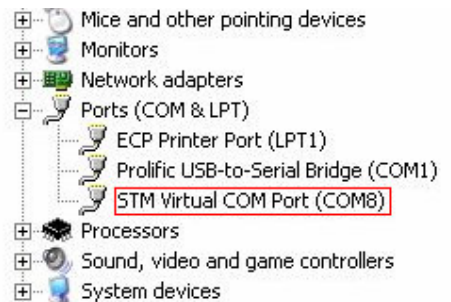 Mice and other pointing devices
Monitors
Network adapters
Ports (COM & LPT)
ECP Printer Port (LPT1)
Prolific USB-to-Serial Bridge (COM1)
STM Virtual COM Port (COM8)
Processors
Sound, video and game controllers
System devices